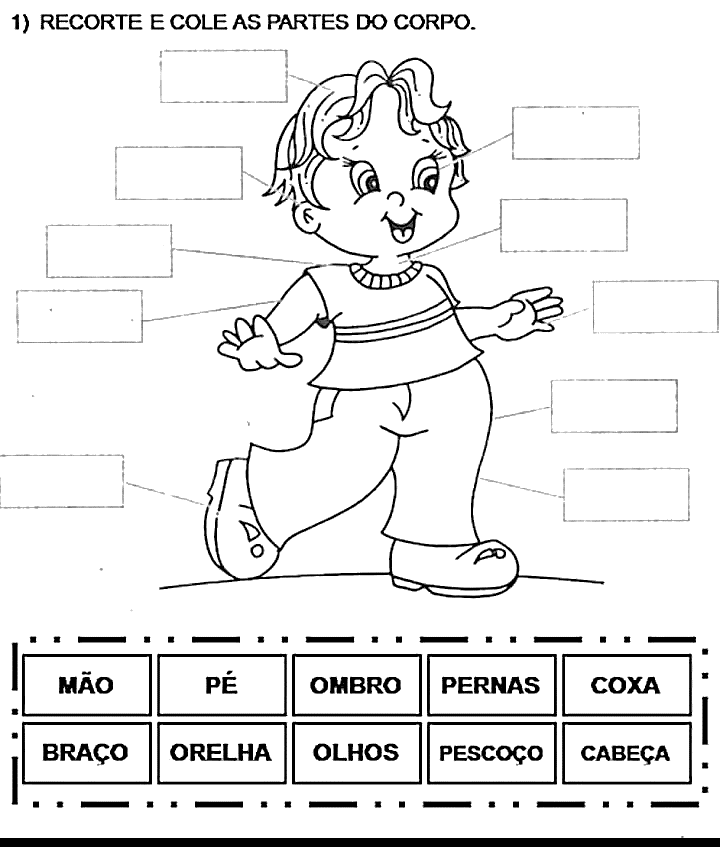 1) RECORTE E COLE AS PARTES DO CORPO.
MÃO PÉ OMBRO PERNAS COXA
BRAÇO ORELHA OLHOS PESCOÇO CABEÇA